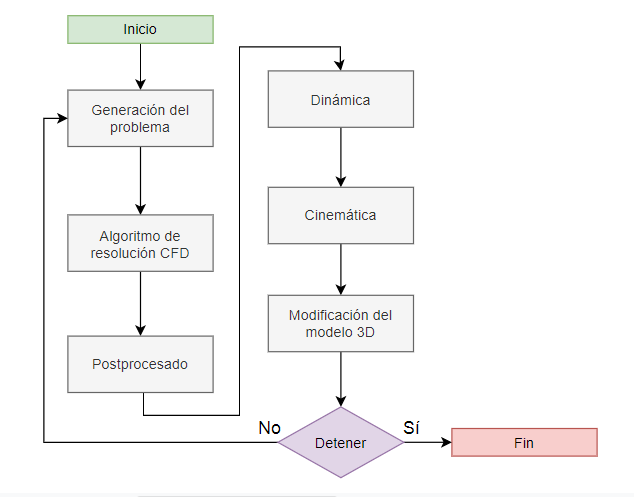 Inicio
Generación del
problema
Algoritmo de
resolución CFD
Postprocesado
Dinámica
Cinemática
Modificación del
modelo 3D
Detener
No
Sí
Fin